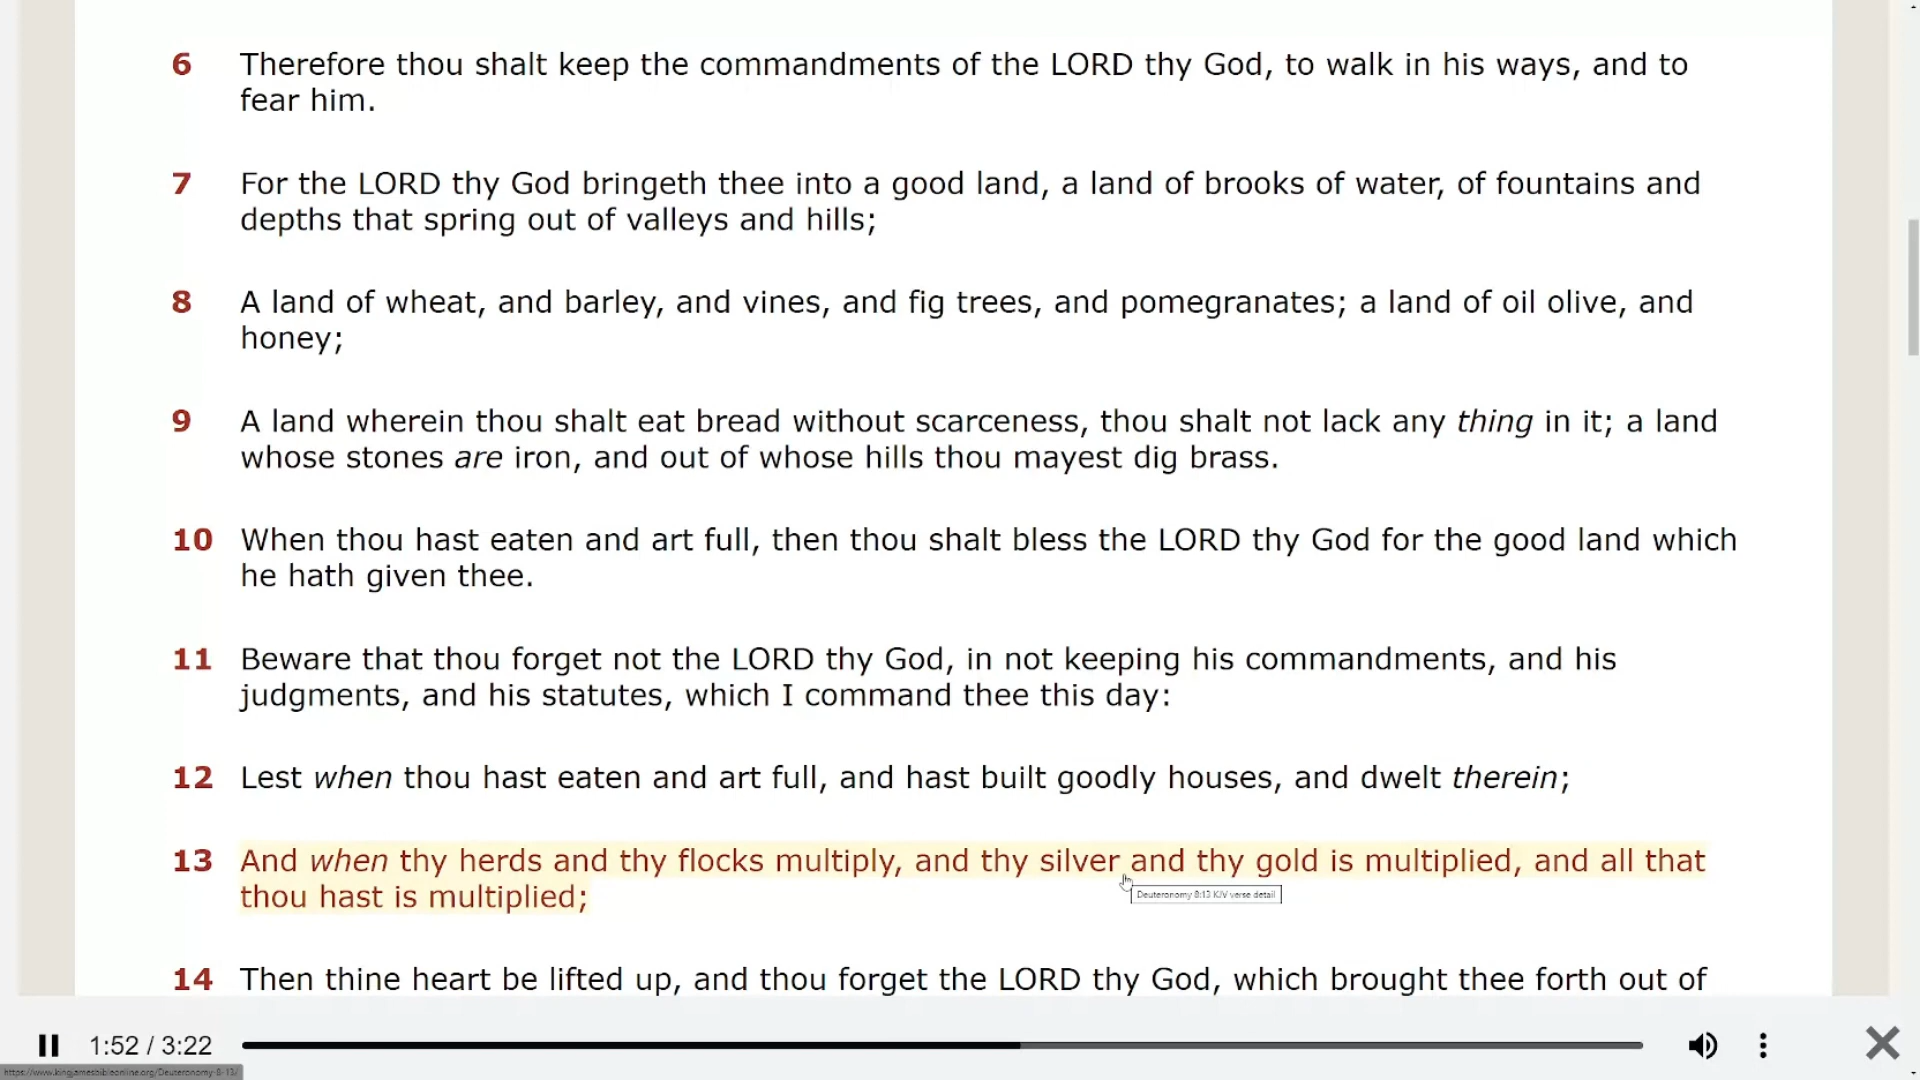 6 Therefore thou shalt keep the commandments of the LORD thy God, to walk in his ways, and to
fear him.
7 For the LORD thy God bringeth thee into a good land, a land of brooks of water, of fountains and
depths that spring out of valleys and hills;
8 A land of wheat, and barley, and vines, and fig trees, and pomegranates; a land of oil olive, and
honey;
9 A land wherein thou shalt eat bread without scarceness, thou shalt not lack any thing in it; a land
whose stones are iron, and out of whose hills thou mayest dig brass.
10 When thou hast eaten and art full, then thou shalt bless the LORD thy God for the good land which
he hath given thee.
11 Beware that thou forget not the LORD thy God, in not keeping his commandments, and his
judgments, and his statutes, which I command thee this day:
12 Lest when thou hast eaten and art full, and hast built goodly houses, and dwelt therein;
13 And when thy herds and thy flocks multiply, and thy silver and thy gold is multiplied, and all that
thou hast is multiplied;
Deuteronomy 8:13 KJV verse detail
14 Then thine heart be lifted up, and thou forget the LORD thy God, which brought thee forth out of
1:52 / 3:22
https://www.kingjamesbibleonline.org/Deuteronomy-8-13/